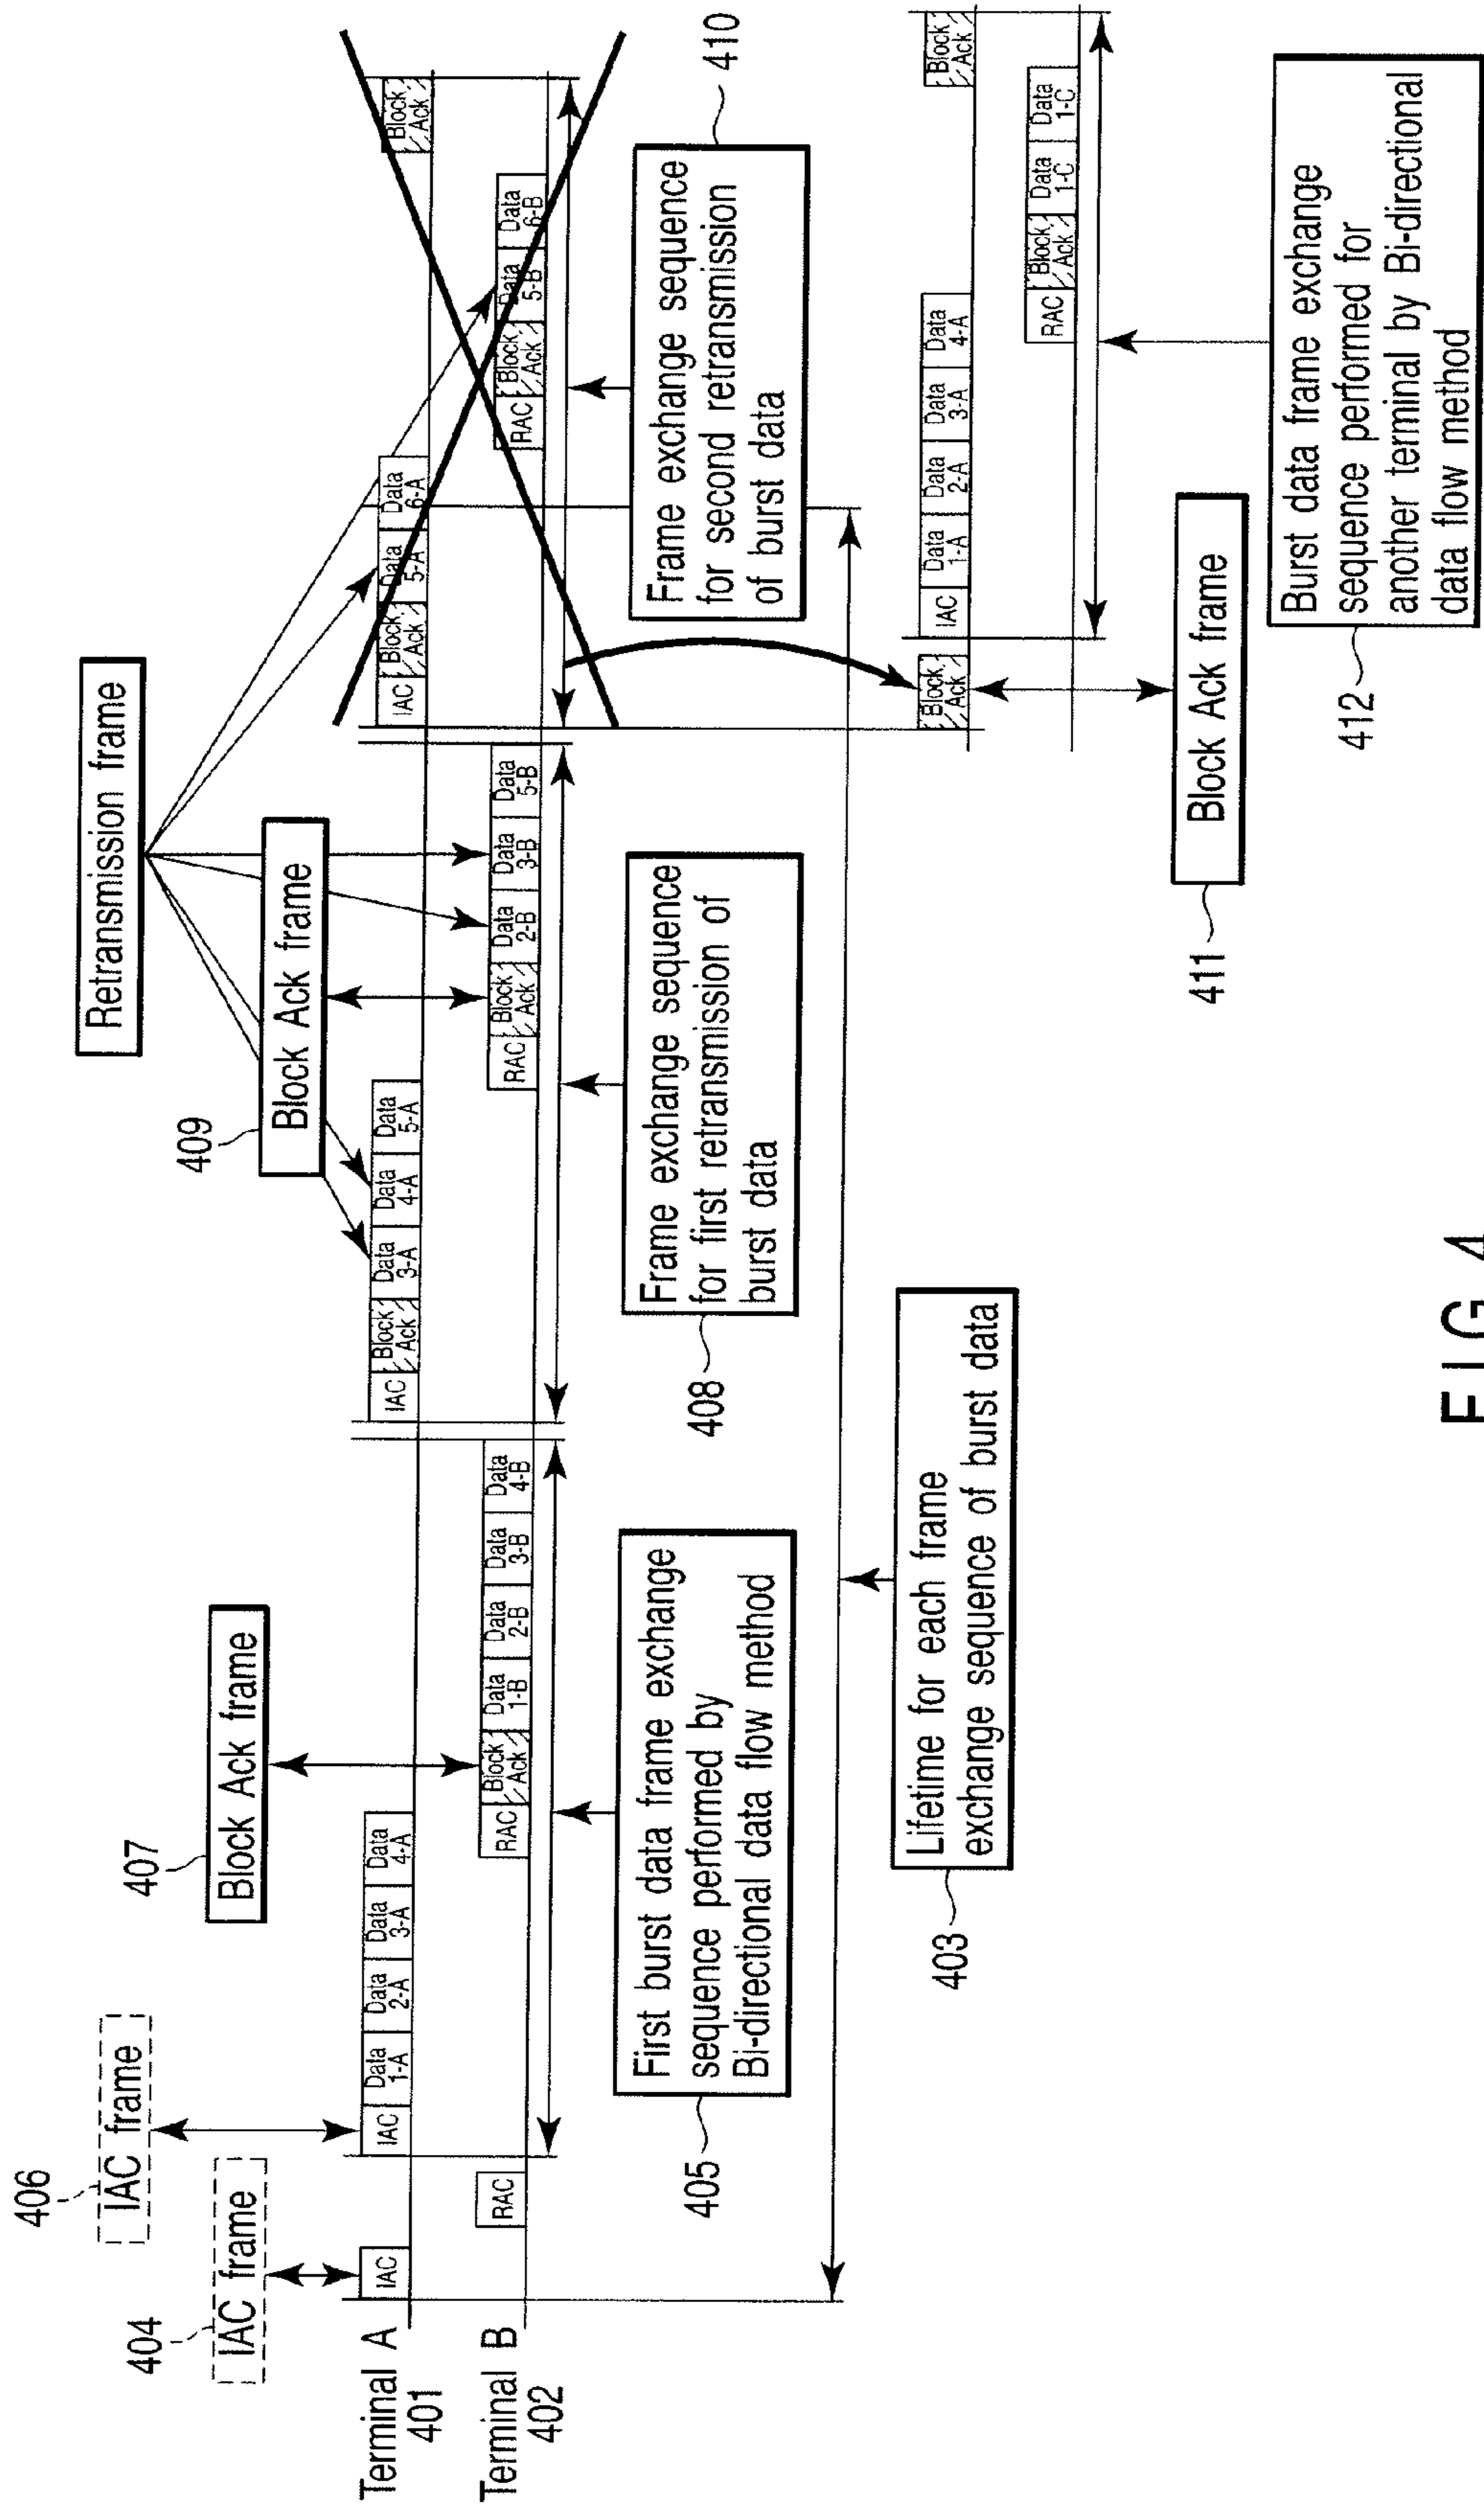 Retransmission frame
409
Block Ack frame
407
Block Ack frame
406
IAC frame
404
IAC frame
Terminal A
401
IAC
IAC
Data
1-A
Data
2-A
Data
3-A
Data
4-A
IAC
Block
Ack
Data
3-A
Data
4-A
Data
5-A
IAC
Block
Ack
Data
5-A
Data
6-A
Block
Ack
Terminal B
402
RAC
RAC
Block
Ack
Data
1-B
Data
2-B
Data
3-B
Data
4-B
RAC
Block
Ack
Data
2-B
Data
3-B
Data
5-B
RAC
Block
Ack
Data
5-B
Data
6-B
405
First burst data frame exchange
sequence performed by
Bi-directional data flow method
408
Frame exchange sequence
for first retransmission of
burst data
410
Frame exchange sequence
for second retransmission
of burst data
403
Lifetime for each frame
exchange sequence of burst data
Block
Ack
IAC
Data
1-A
Data
2-A
Data
3-A
Data
4-A
Block
Ack
RAC
Block
Ack
Data
1-C
Data
1-C
411
Block Ack frame
412
Burst data frame exchange
sequence performed for
another terminal by Bi-directional
data flow method
FIG. 4